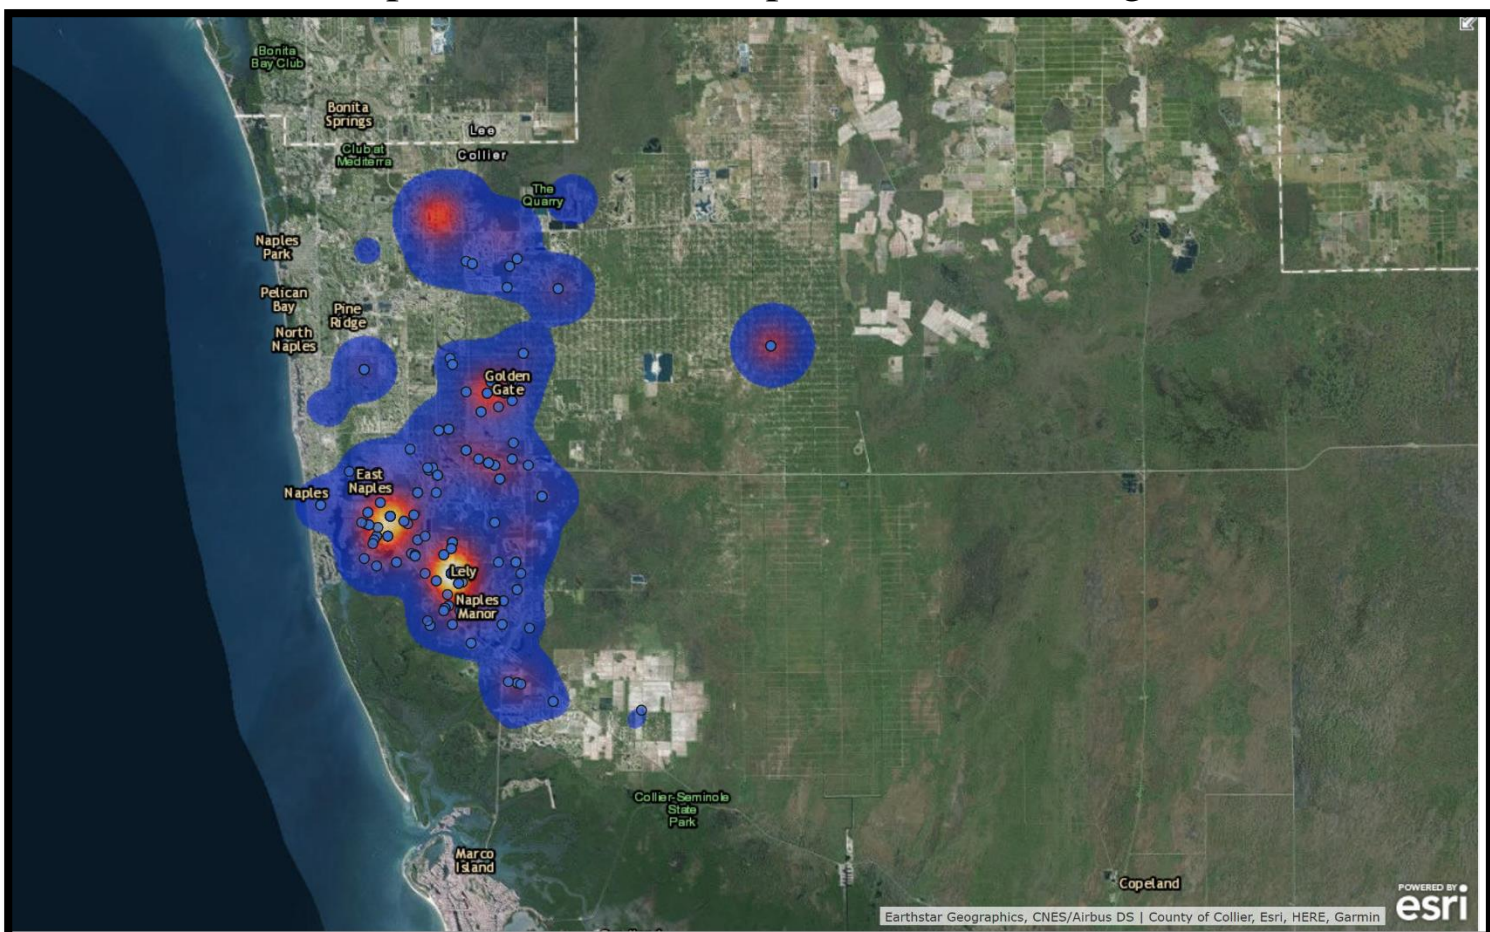 Bonita
Bay Club
Bonita
Springs
Lee
Club at
Mediterra
Collier
The
Quarry
Naples
Park
Pelican
Bay
Pine
Ridge
North
Naples
Golden
Gate
East
Naples
Naples
Lely
Naples
Manor
Collier-Seminole
State
Park
Marco
Island
Copeland
POWERED BY
esri
Earthstar Geographics, CNES/Airbus DS | County of Collier, Esri, HERE, Garmin